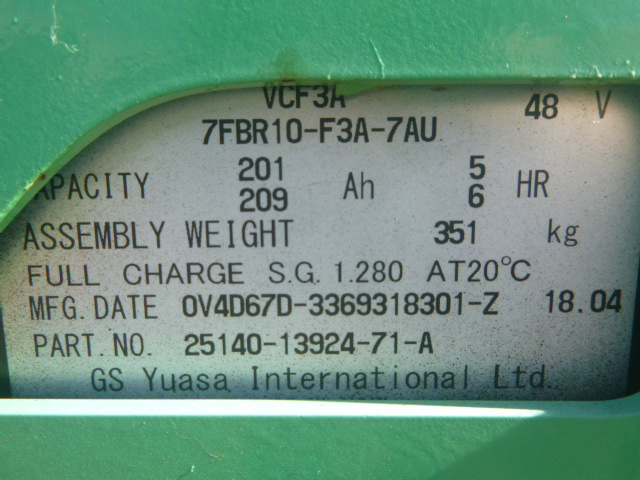 VCF3A 48 V
7FBR10-F3A-7AU
APACITY 201 Ah 5 HR
209 6
ASSEMBLY WEIGHT 351 kg
FULL CHARGE S.G. 1.280 AT20°C
MFG.DATE 0V4D67D-3369318301-Z 18.04
PART.NO. 25140-13924-71-A
GS Yuasa International Ltd.